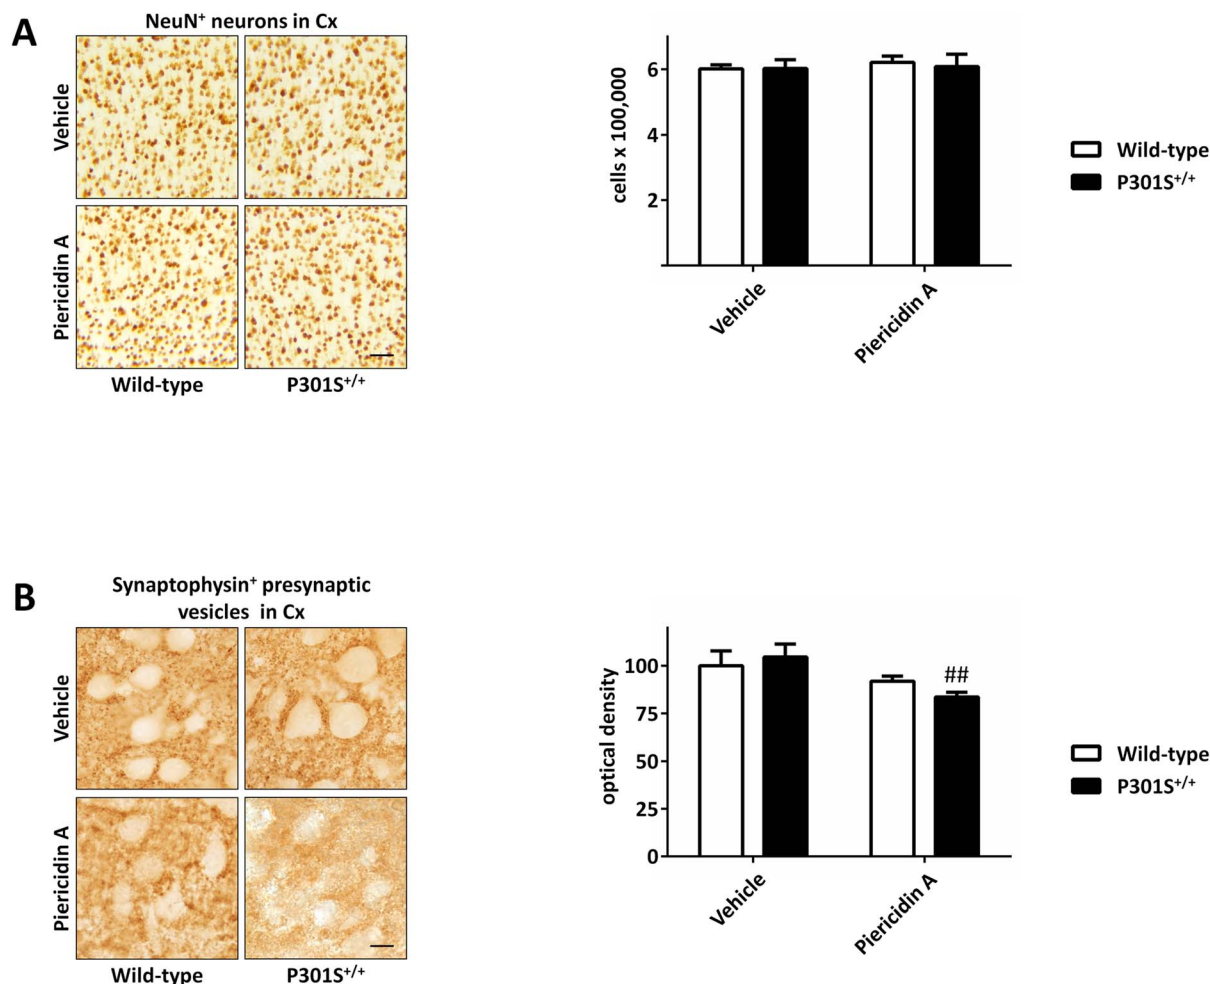 A
NeuN⁺ neurons in Cx
Vehicle
Piericidin A
Wild-type
P301S⁺/⁺
cells x 100,000
6
4
2
Vehicle
Piericidin A
Wild-type
P301S⁺/⁺
B
Synaptophysin⁺ presynaptic
vesicles in Cx
Vehicle
Piericidin A
Wild-type
P301S⁺/⁺
optical density
100
75
50
25
0
##
Vehicle
Piericidin A
Wild-type
P301S⁺/⁺